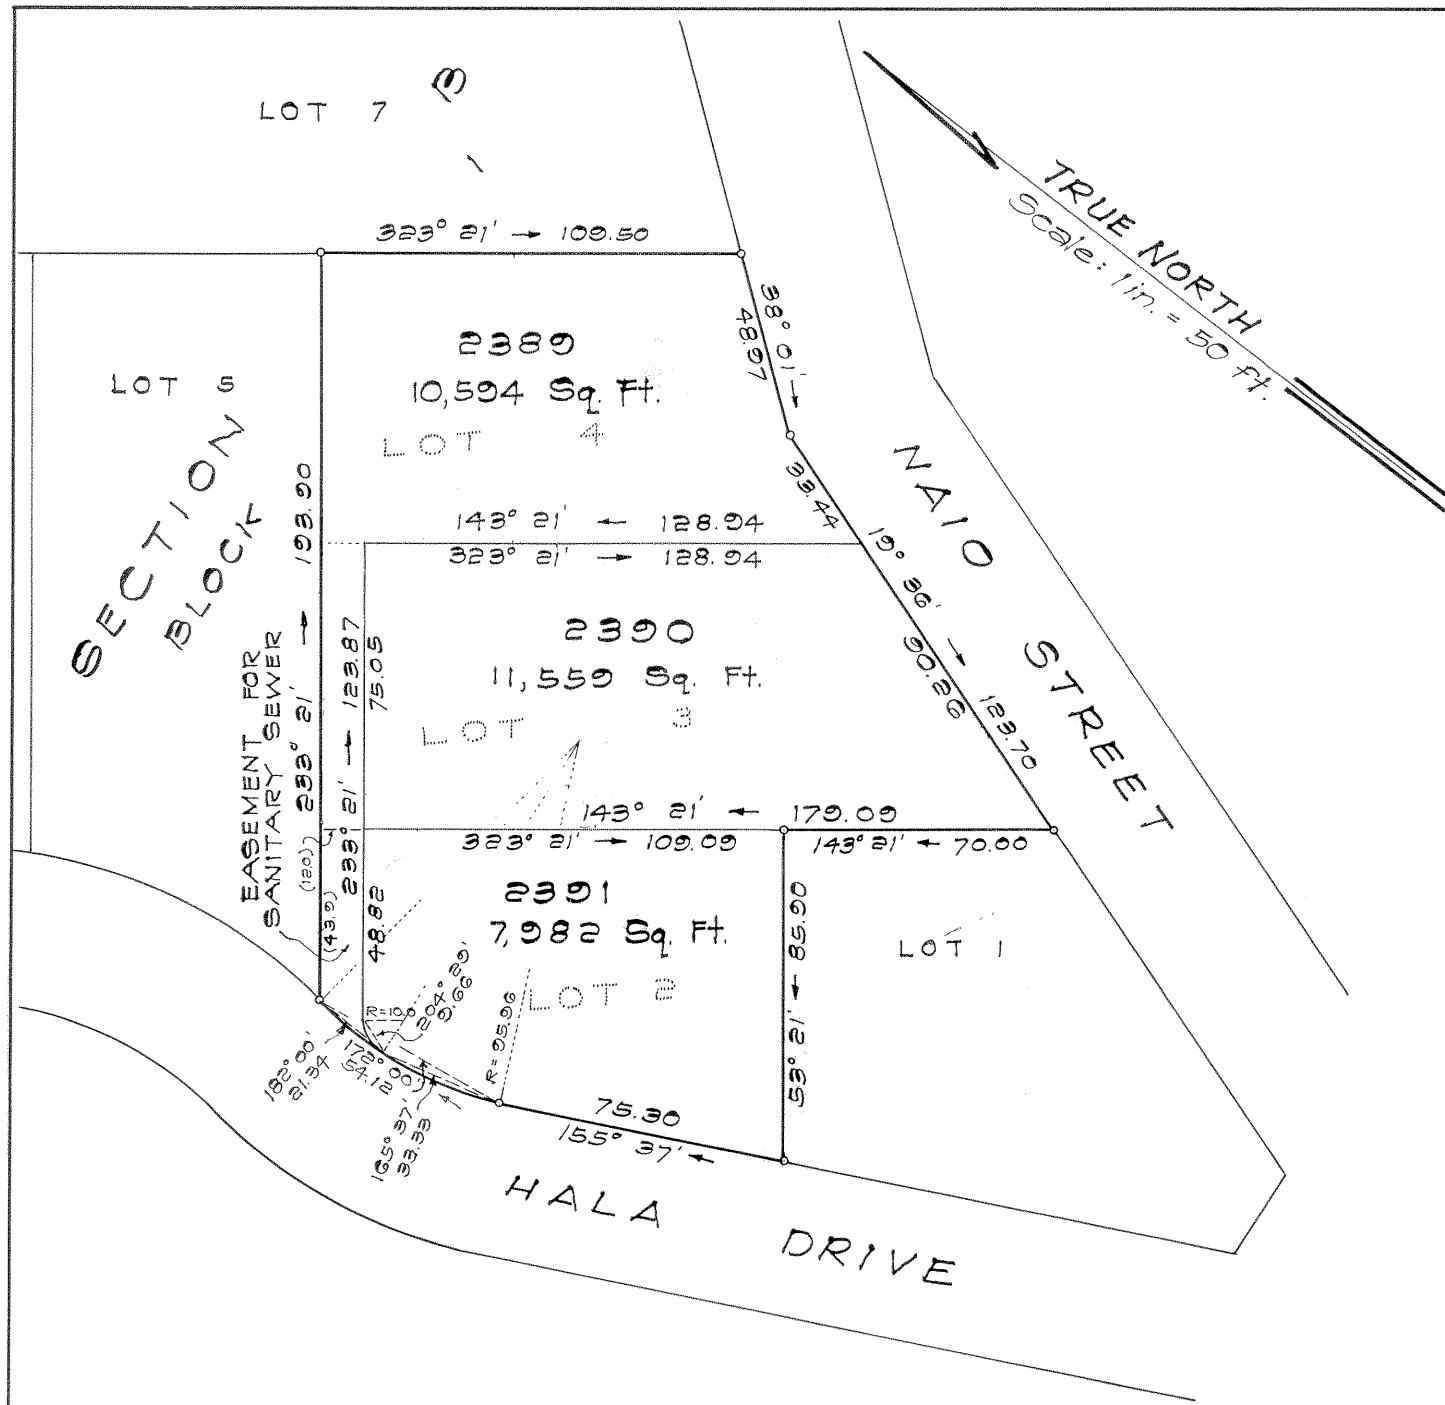 LOT 7
3
1
TRUE NORTH
Scale: 1 in. = 50 ft.
323° 21' → 109.50
38° 01' →
48.97
2389
10,594 Sq. Ft.
LOT 4
LOT 5
SECTION
BLOCK
NAIO STREET
33.44
143° 21' ← 128.94
323° 21' → 128.94
19° 36' → 123.70
90.26
233° 21' → 193.90
233° 21' → 123.87
75.05
2390
11,559 Sq. Ft.
LOT 3
EASEMENT FOR
SANITARY SEWER
143° 21' ← 179.09
323° 21' → 109.09
143° 21' ← 70.00
(12.0)
(43.9)
48.82
2391
7,982 Sq. Ft.
LOT 2
53° 21' ← 85.90
LOT 1
R=10.0
204° 29'
9.66
R=95.96
182° 00'
21.34
172° 00'
54.12
165° 37'
33.33
75.30
155° 37' ←
HALA DRIVE